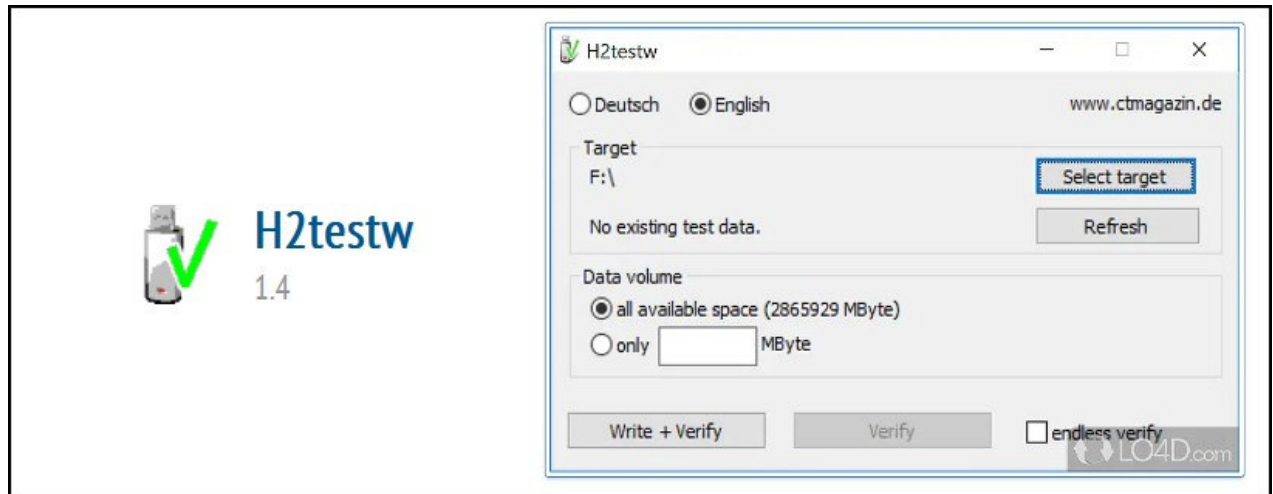 H2testw
1.4
H2testw
Deutsch English www.ctmagazin.de
Target
F:\
Select target
No existing test data.
Refresh
Data volume
all available space (2865929 MByte)
only MByte
Write + Verify Verify endless verify
LO4D.com